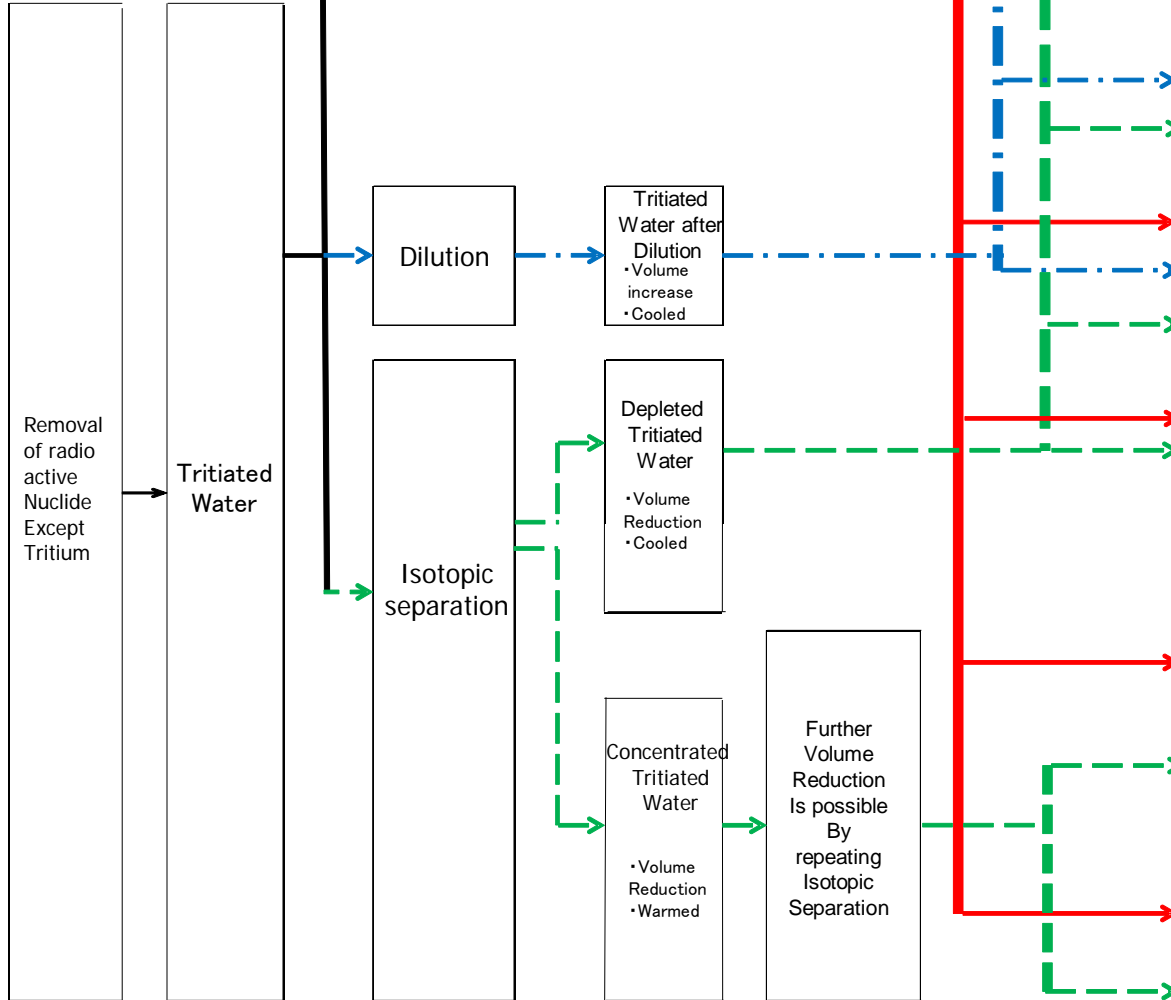 Removal
of radio
active
Nuclide
Except
Tritium
Tritiated
Water
Dilution
Tritiated
Water after
Dilution
・Volume
increase
・Cooled
Isotopic
separation
Depleted
Tritiated
Water
・Volume
Reduction
・Cooled
Concentrated
Tritiated
Water
・Volume
Reduction
・Warmed
Further
Volume
Reduction
Is possible
By
repeating
Isotopic
Separation